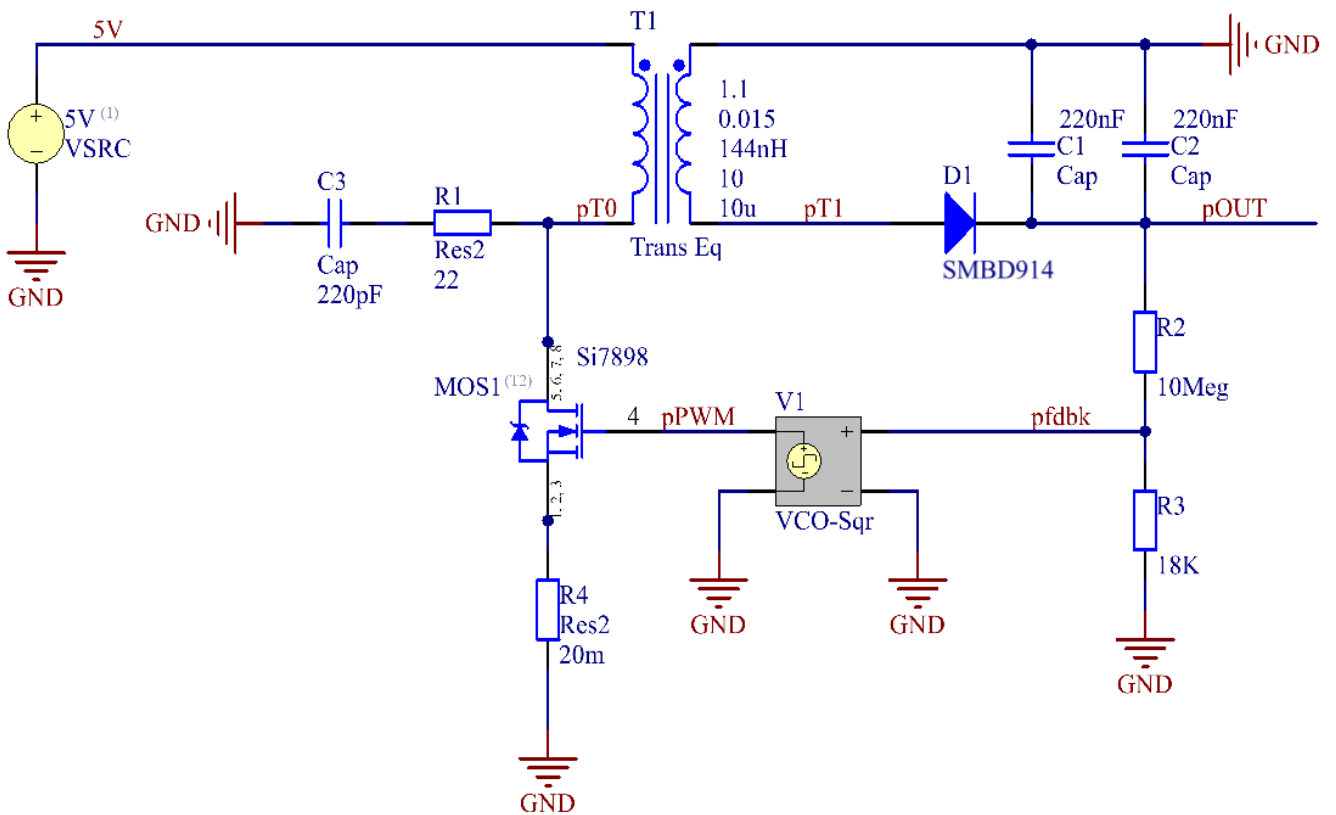 5V
T1
GND
5V (1)
VSRC
GND
1.1
0.015
144nH
10
10u
220nF
C1
Cap
220nF
C2
Cap
GND
C3
Cap
220pF
R1
Res2
22
pT0
Trans Eq
pT1
D1
SMBD914
pOUT
5, 6, 7, 8
Si7898
MOS1 (T2)
4
pPWM
V1
+
−
VCO-Sqr
pfdbk
R2
10Meg
1, 2, 3
R3
18K
GND
GND
R4
Res2
20m
GND
GND